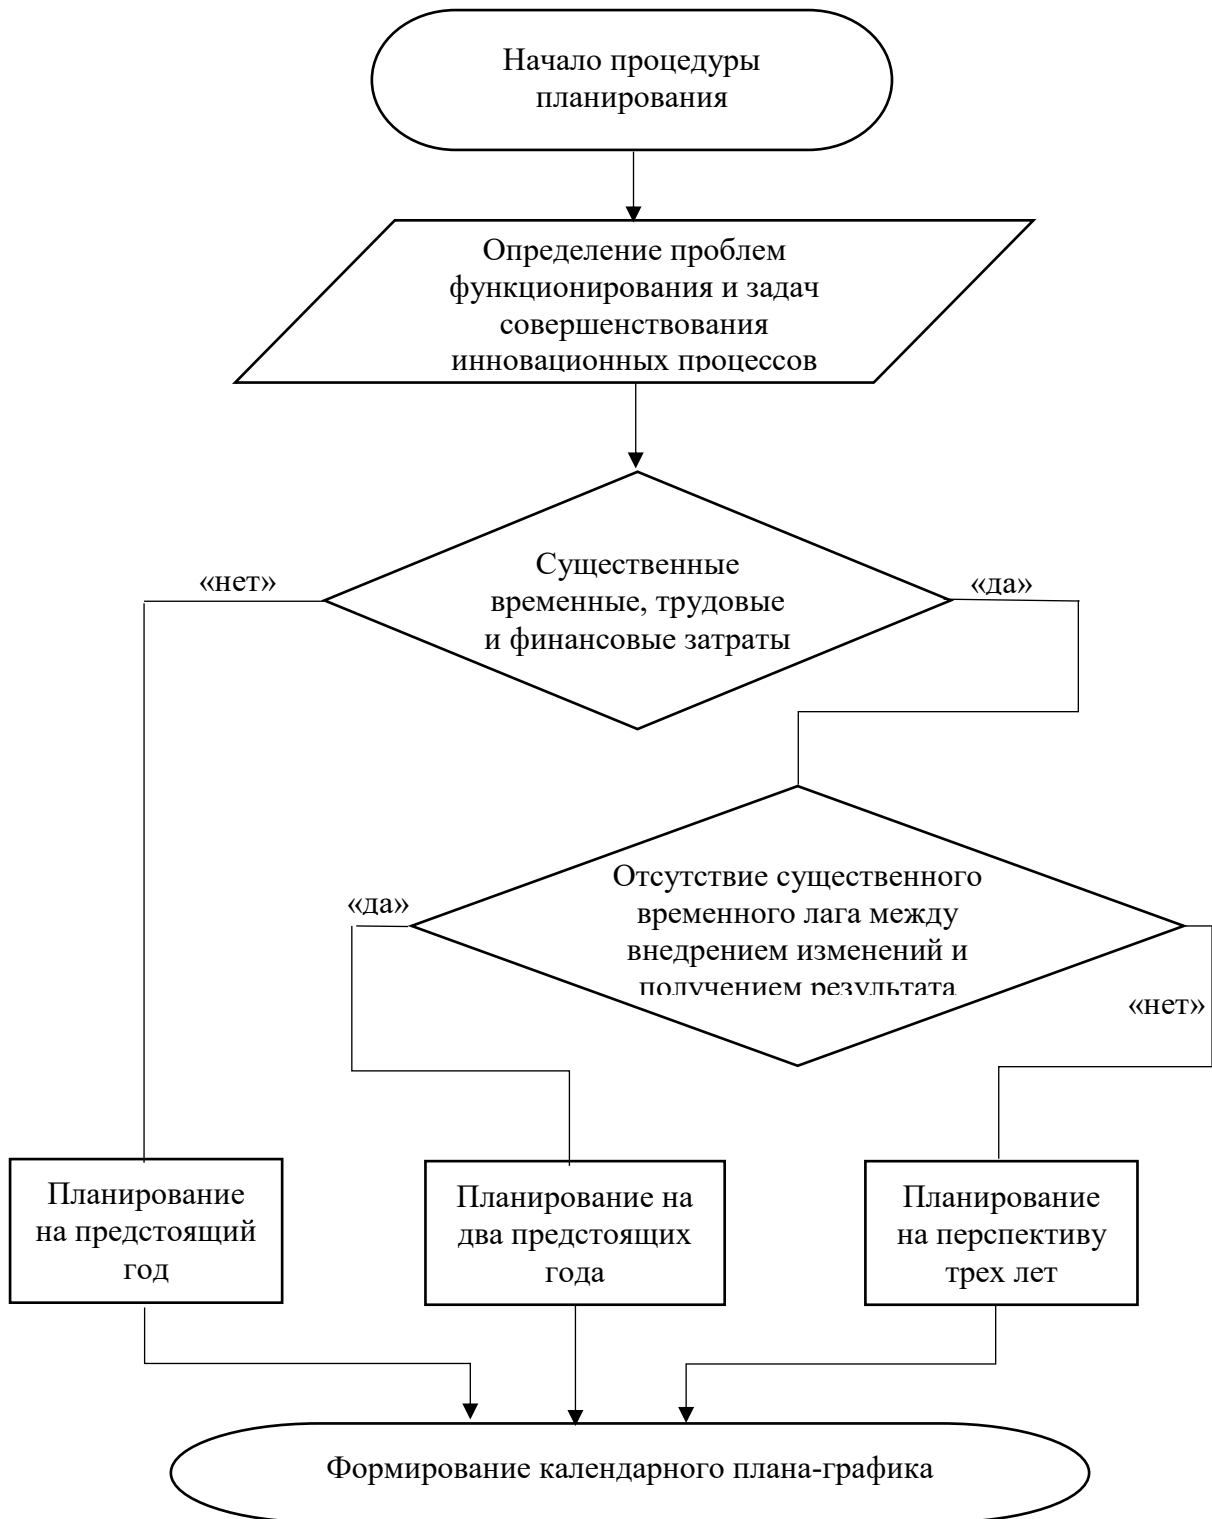 Начало процедуры
планирования
Определение проблем
функционирования и задач
совершенствования
инновационных процессов
Существенные
временные, трудовые
и финансовые затраты
«нет»
«да»
Отсутствие существенного
временного лага между
внедрением изменений и
получением результата
«да»
«нет»
Планирование
на предстоящий
год
Планирование на
два предстоящих
года
Планирование
на перспективу
трех лет
Формирование календарного плана-графика